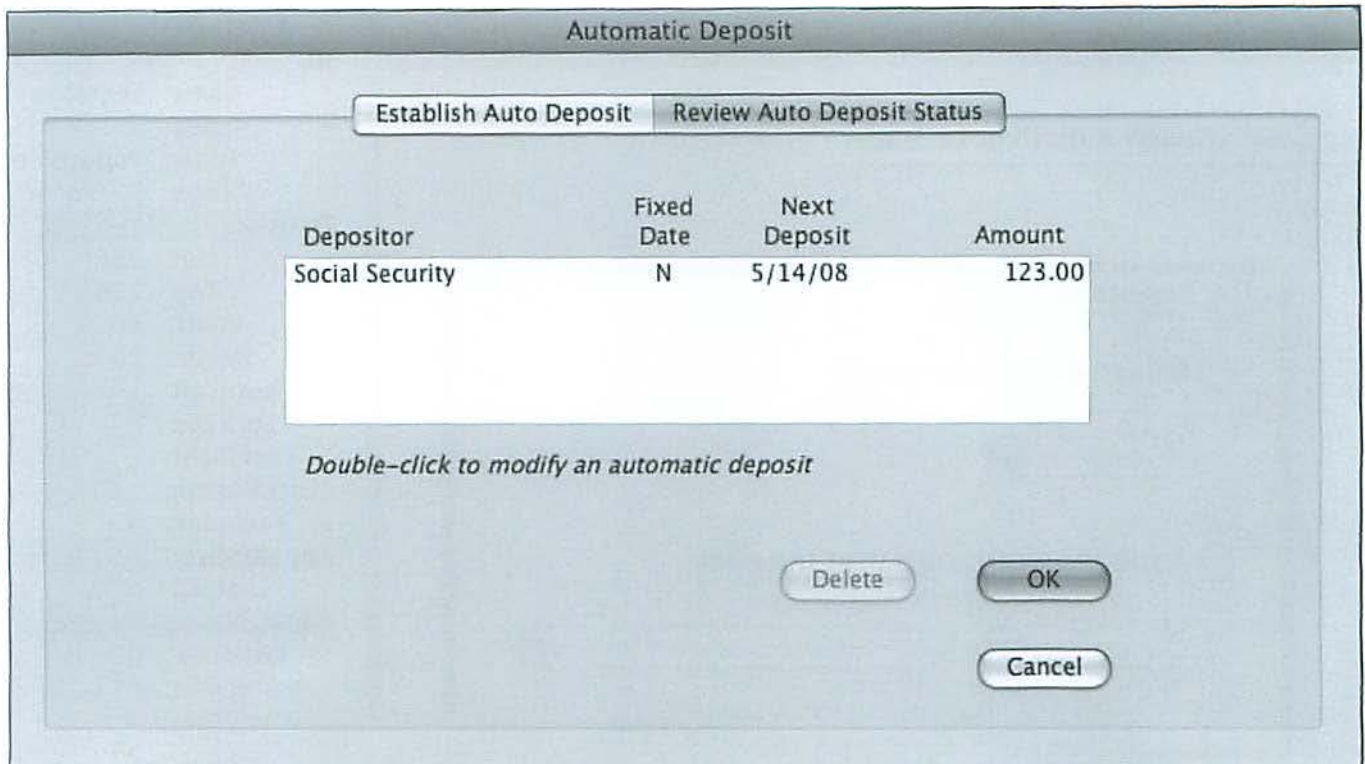 Automatic Deposit
Establish Auto Deposit Review Auto Deposit Status
Depositor Fixed Date Next Deposit Amount
Social Security N 5/14/08 123.00
Double-click to modify an automatic deposit
Delete OK
Cancel